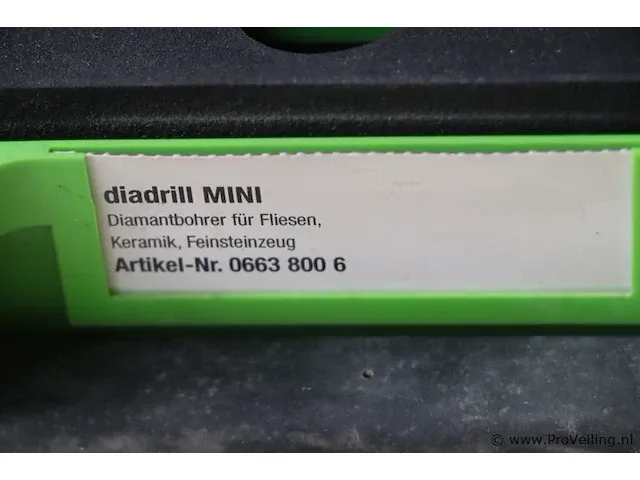 diadrill MINI
Diamantbohrer für Fliesen,
Keramik, Feinsteinzeug
Artikel-Nr. 0663 800 6
© www.ProVeiling.nl